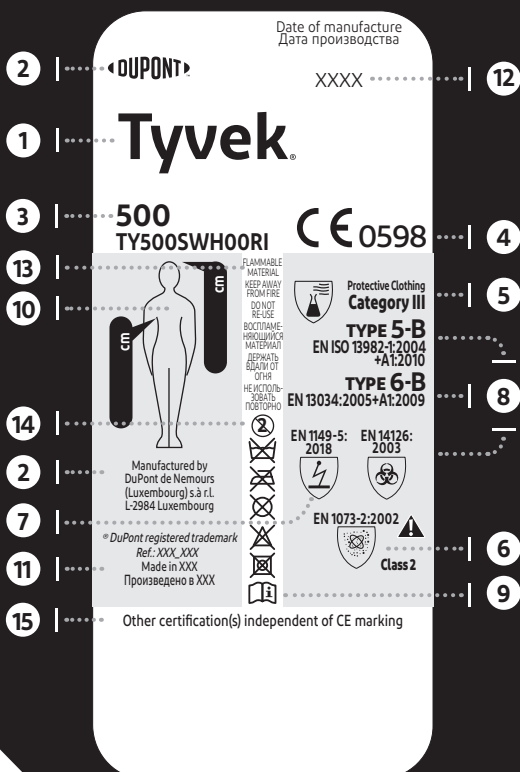 Date of manufacture
Дата производства
2
DUPONT
XXXX
12
1
Tyvek®
3
500
TY500SWH00RI
CE 0598
4
13
FLAMMABLE
MATERIAL
KEEP AWAY
FROM FIRE
DO NOT
RE-USE
ВОСПЛАМЕ-
НЯЮЩИЙСЯ
МАТЕРИАЛ
ДЕРЖАТЬ
ВДАЛИ ОТ
ОГНЯ
НЕ ИСПОЛЬ-
ЗОВАТЬ
ПОВТОРНО
10
cm
cm
Protective Clothing
Category III
5
TYPE 5-B
EN ISO 13982-1:2004
+A1:2010
TYPE 6-B
EN 13034:2005+A1:2009
8
14
2
EN 1149-5:
2018
EN 14126:
2003
2
Manufactured by
DuPont de Nemours
(Luxembourg) s.à r.l.
L-2984 Luxembourg
7
EN 1073-2:2002
Class 2
6
® DuPont registered trademark
Ref.: XXX_XXX
11
Made in XXX
Произведено в XXX
i
9
15
Other certification(s) independent of CE marking